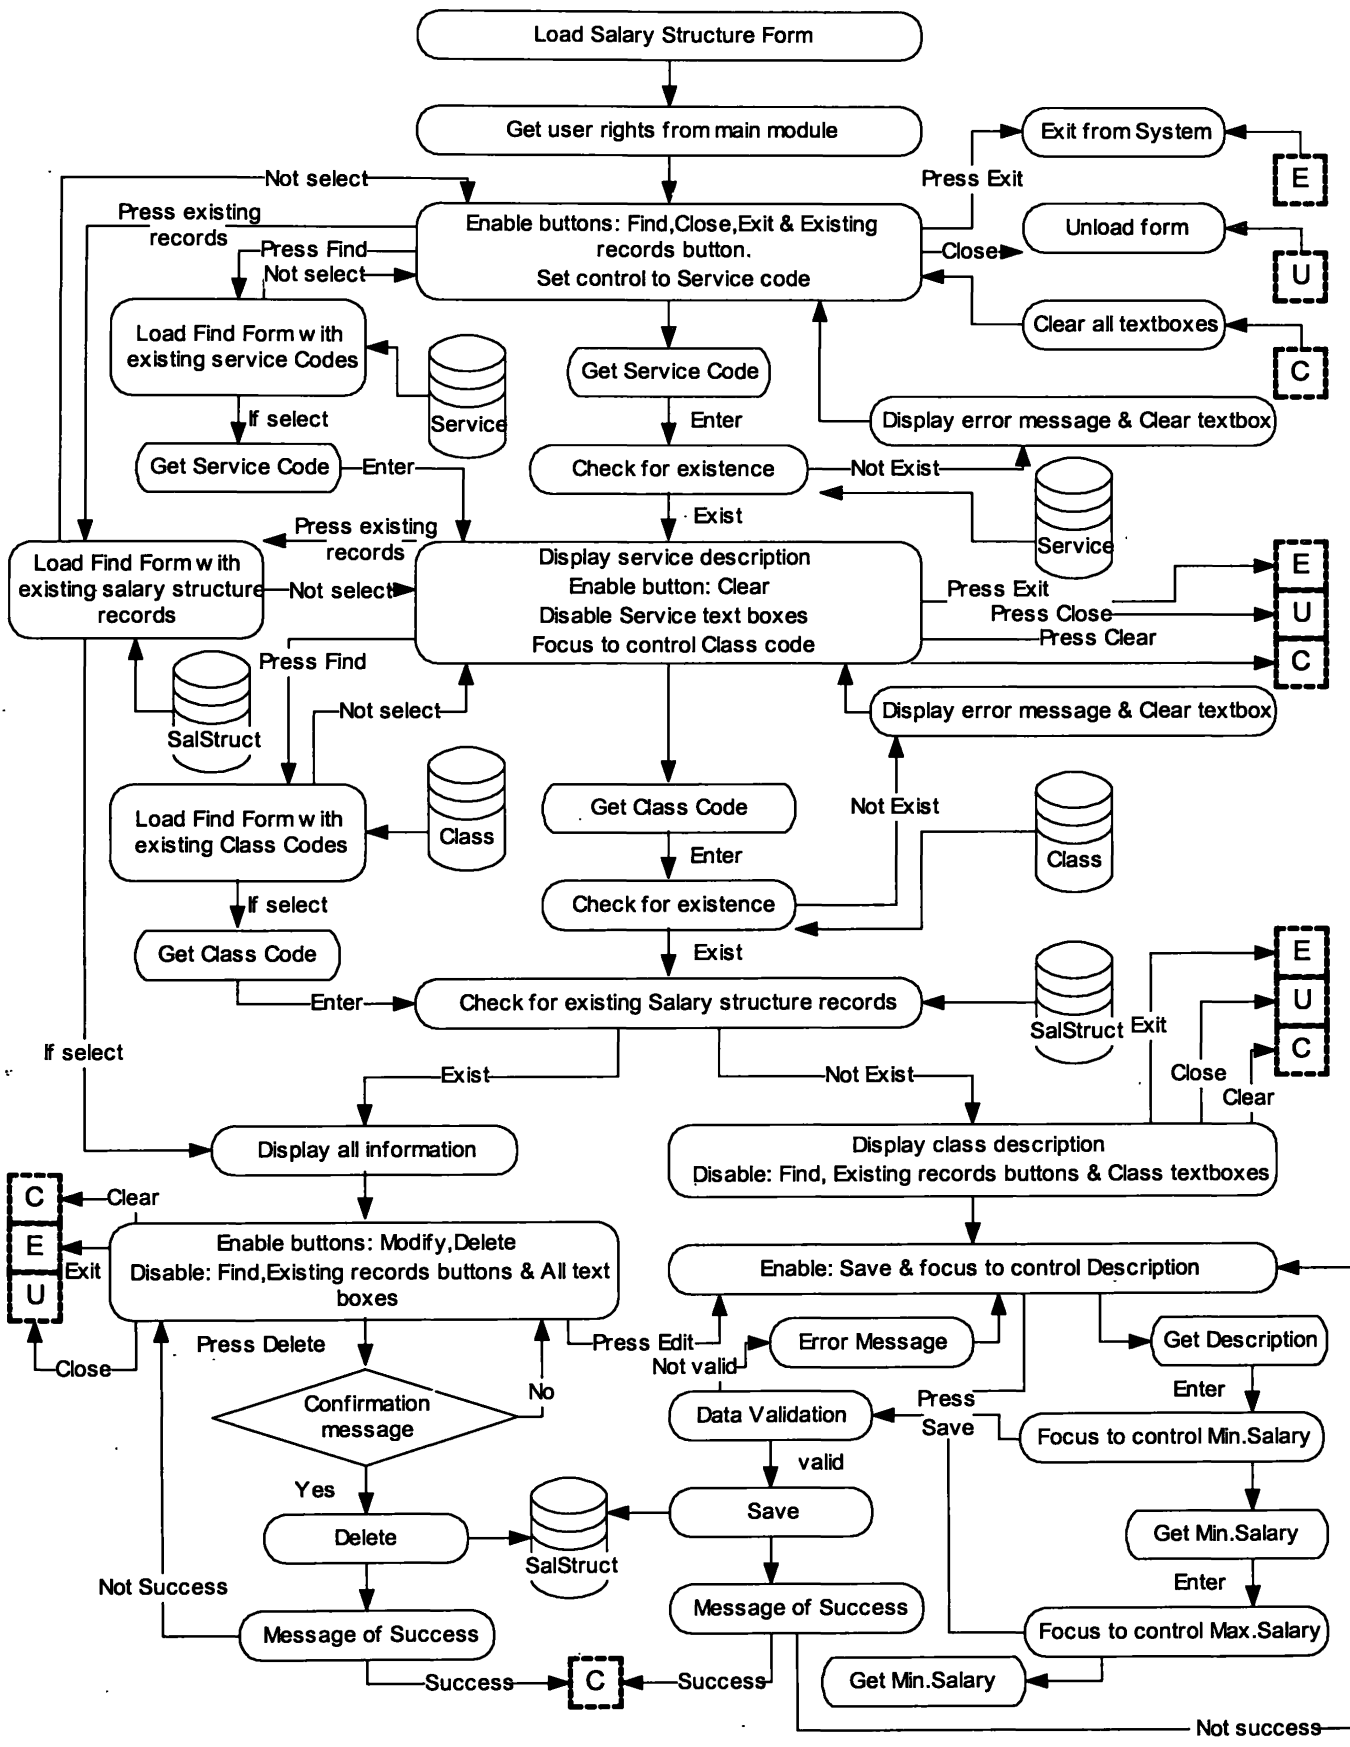 Load Salary Structure Form
Get user rights from main module
Exit from System
E
Press Exit
Not select
Press existing
records
Enable buttons: Find,Close,Exit & Existing
records button.
Set control to Service code
Press Find
Not select
Close
Unload form
U
Load Find Form with
existing service Codes
Service
Get Service Code
Clear all textboxes
C
If select
Enter
Display error message & Clear textbox
Get Service Code
Enter
Check for existence
Not Exist
Service
Exist
Press existing
records
Load Find Form with
existing salary structure
records
Not select
Display service description
Enable button: Clear
Disable Service text boxes
Focus to control Class code
Press Exit
Press Close
Press Clear
E
U
C
Press Find
SalStruct
Not select
Display error message & Clear textbox
Load Find Form with
existing Class Codes
Class
Get Class Code
Not Exist
Class
Enter
Check for existence
If select
Get Class Code
Exist
Enter
Check for existing Salary structure records
SalStruct
E
U
C
Exit
Close
Clear
If select
Exist
Not Exist
Display all information
Display class description
Disable: Find, Existing records buttons & Class textboxes
C
E
U
Clear
Exit
Close
Enable buttons: Modify,Delete
Disable: Find,Existing records buttons & All text
boxes
Enable: Save & focus to control Description
Press Delete
Press Edit
Not valid
Error Message
Get Description
Confirmation
message
No
Data Validation
Press
Save
Enter
Focus to control Min.Salary
valid
Yes
Delete
SalStruct
Save
Get Min.Salary
Enter
Not Success
Message of Success
Message of Success
Focus to control Max.Salary
Success
C
Success
Get Min.Salary
Not success